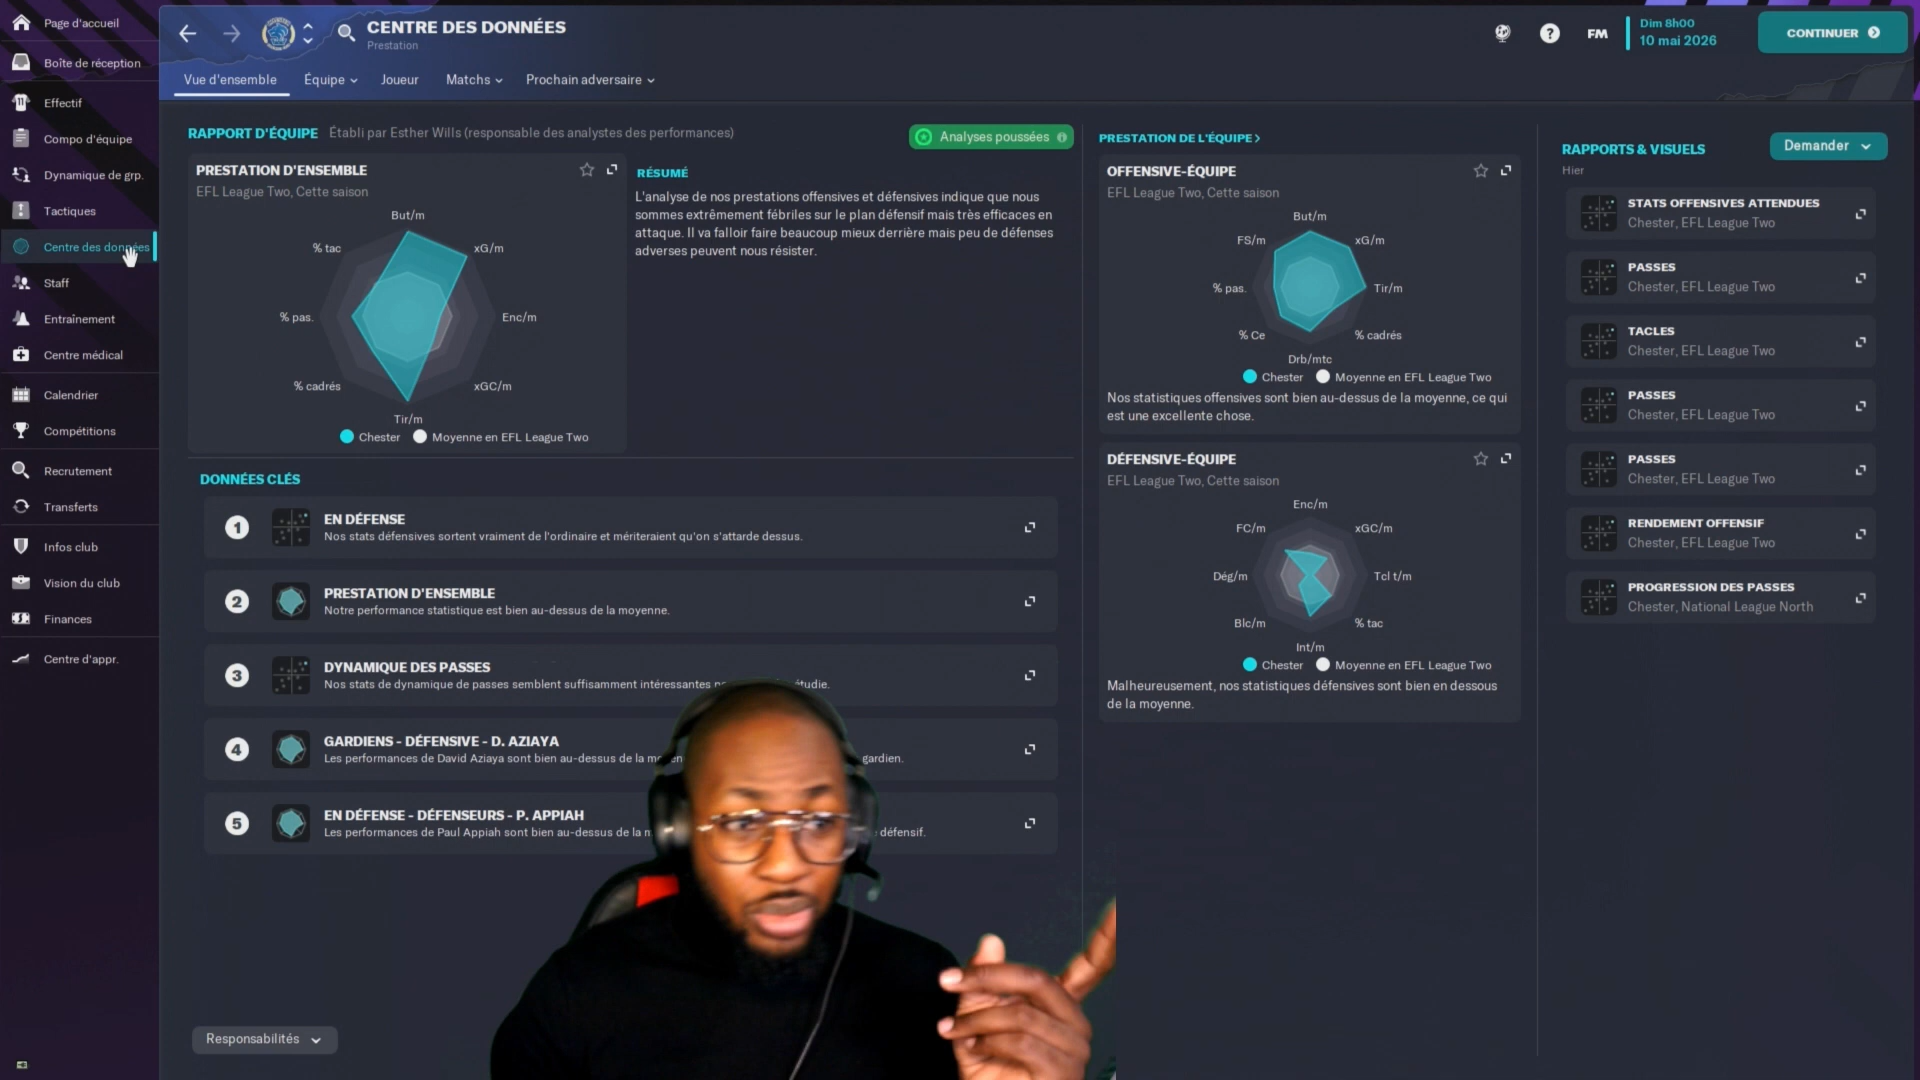 Page d'accueil
Boîte de réception
Effectif
Compo d'équipe
Dynamique de grp.
Tactiques
Centre des données
Staff
Entraînement
Centre médical
Calendrier
Compétitions
Recrutement
Transferts
Infos club
Vision du club
Finances
Centre d'appr.
CENTRE DES DONNÉES
Prestation
FM
Dim 8h00
10 mai 2026
CONTINUER
Vue d'ensemble
Équipe
Joueur
Matchs
Prochain adversaire
RAPPORT D'ÉQUIPE Établi par Esther Wills (responsable des analystes des performances)
Analyses poussées
PRESTATION D'ENSEMBLE
EFL League Two, Cette saison
But/m
% tac
xG/m
% pas.
Enc/m
% cadrés
xGC/m
Tir/m
Chester
Moyenne en EFL League Two
RÉSUMÉ
L'analyse de nos prestations offensives et défensives indique que nous
sommes extrêmement fébriles sur le plan défensif mais très efficaces en
attaque. Il va falloir faire beaucoup mieux derrière mais peu de défenses
adverses peuvent nous résister.
DONNÉES CLÉS
1
EN DÉFENSE
Nos stats défensives sortent vraiment de l'ordinaire et mériteraient qu'on s'attarde dessus.
2
PRESTATION D'ENSEMBLE
Notre performance statistique est bien au-dessus de la moyenne.
3
DYNAMIQUE DES PASSES
Nos stats de dynamique de passes semblent suffisamment intéressantes étudie.
4
GARDIENS - DÉFENSIVE - D. AZIAYA
Les performances de David Aziaya sont bien au-dessus de la gardien.
5
EN DÉFENSE - DÉFENSEURS - P. APPIAH
Les performances de Paul Appiah sont bien au-dessus de la défensif.
Responsabilités
PRESTATION DE L'ÉQUIPE >
OFFENSIVE-ÉQUIPE
EFL League Two, Cette saison
But/m
FS/m
xG/m
% pas.
Tir/m
% Ce
% cadrés
Drb/mtc
Chester
Moyenne en EFL League Two
Nos statistiques offensives sont bien au-dessus de la moyenne, ce qui
est une excellente chose.
DÉFENSIVE-ÉQUIPE
EFL League Two, Cette saison
Enc/m
FC/m
xGC/m
Dég/m
Tcl t/m
Blc/m
% tac
Int/m
Chester
Moyenne en EFL League Two
Malheureusement, nos statistiques défensives sont bien en dessous
de la moyenne.
RAPPORTS & VISUELS
Demander
Hier
STATS OFFENSIVES ATTENDUES
Chester, EFL League Two
PASSES
Chester, EFL League Two
TACLES
Chester, EFL League Two
PASSES
Chester, EFL League Two
PASSES
Chester, EFL League Two
RENDEMENT OFFENSIF
Chester, EFL League Two
PROGRESSION DES PASSES
Chester, National League North